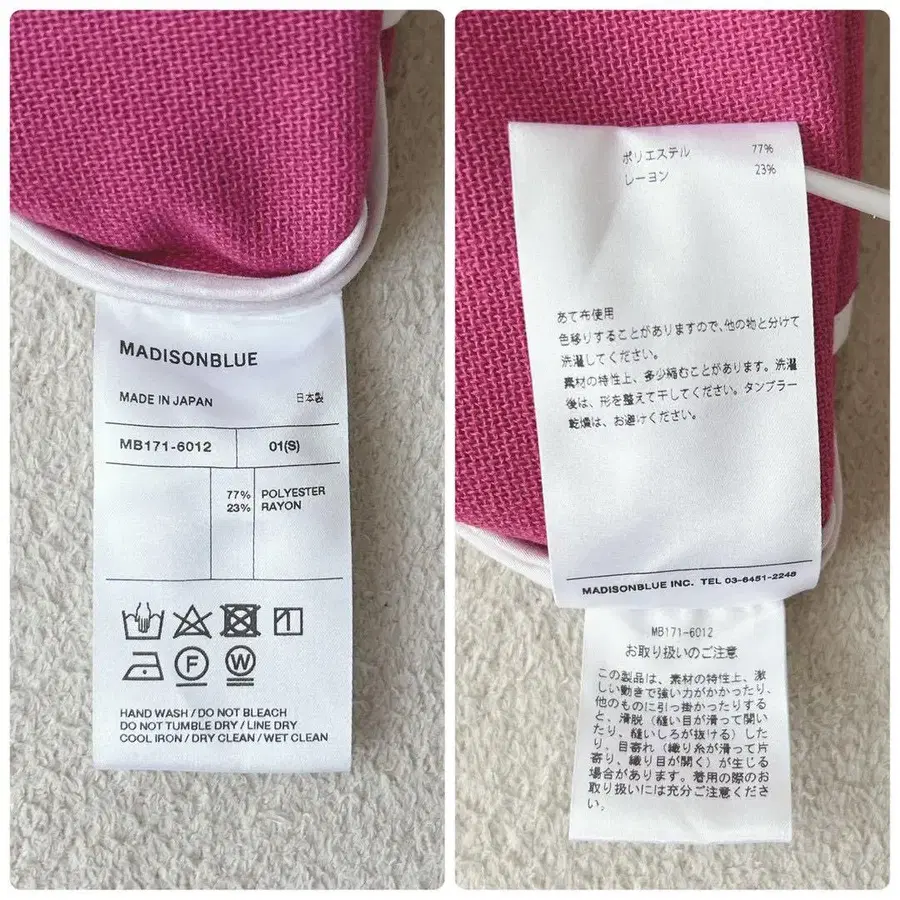 MADISONBLUE
MADE IN JAPAN 日本製
MB171-6012 01(S)
77% POLYESTER
23% RAYON
F W
HAND WASH / DO NOT BLEACH
DO NOT TUMBLE DRY / LINE DRY
COOL IRON / DRY CLEAN / WET CLEAN
ポリエステル 77%
レーヨン 23%
あて布使用
色移りすることがありますので、他の物と分けて
洗濯してください。
素材の特性上、多少縮むことがあります。洗濯
後は、形を整えて干してください。タンブラー
乾燥は、お避けください。
MADISONBLUE INC. TEL 03-6451-2248
MB171-6012
お取り扱いのご注意
この製品は、素材の特性上、激
しい動きで強い力がかかったり、
他のものに引っ掛かったりする
と、滑脱（縫い目が滑って開い
たり、縫いしろが抜ける）した
り、目寄れ（織り糸が滑って片
寄り、織り目が開く）が生じる
場合があります。着用の際のお
取り扱いには充分ご注意くださ
い。